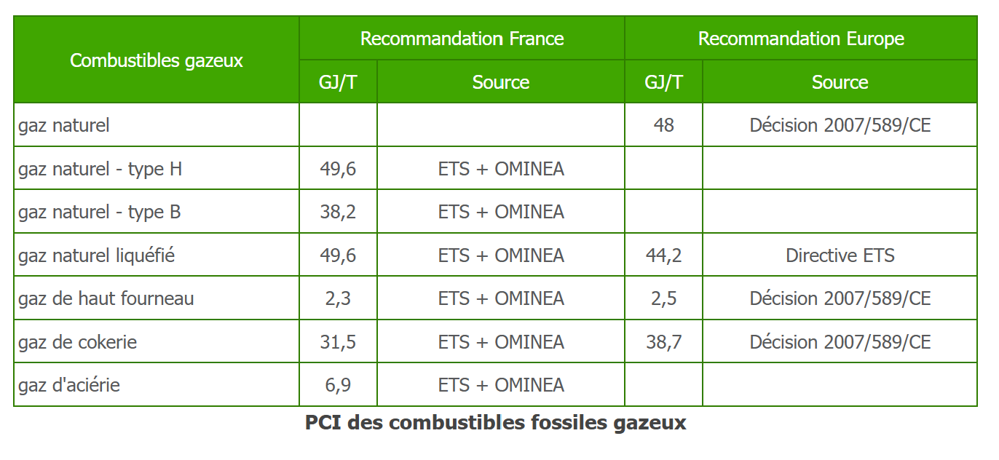 Combustibles gazeux Recommandation France Recommandation Europe
GJ/T Source GJ/T Source
gaz naturel 48 Décision 2007/589/CE
gaz naturel - type H 49,6 ETS + OMINEA
gaz naturel - type B 38,2 ETS + OMINEA
gaz naturel liquéfié 49,6 ETS + OMINEA 44,2 Directive ETS
gaz de haut fourneau 2,3 ETS + OMINEA 2,5 Décision 2007/589/CE
gaz de cokerie 31,5 ETS + OMINEA 38,7 Décision 2007/589/CE
gaz d'aciérie 6,9 ETS + OMINEA
PCI des combustibles fossiles gazeux